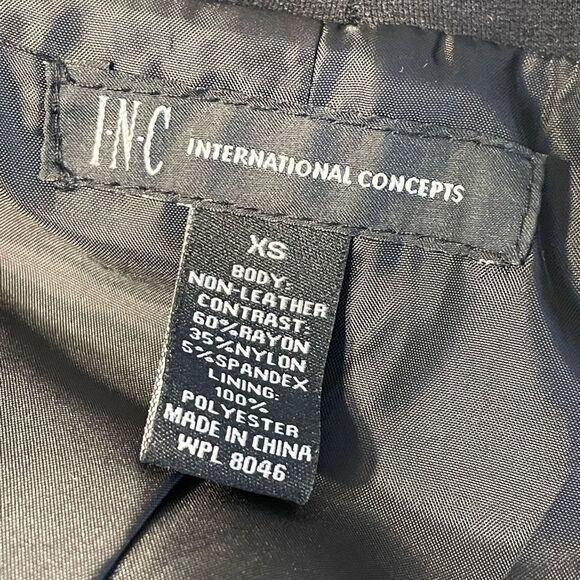 I·N·C INTERNATIONAL CONCEPTS
XS
BODY:
NON-LEATHER
CONTRAST:
60%RAYON
35%NYLON
5%SPANDEX
LINING:
100%
POLYESTER
MADE IN CHINA
WPL 8046